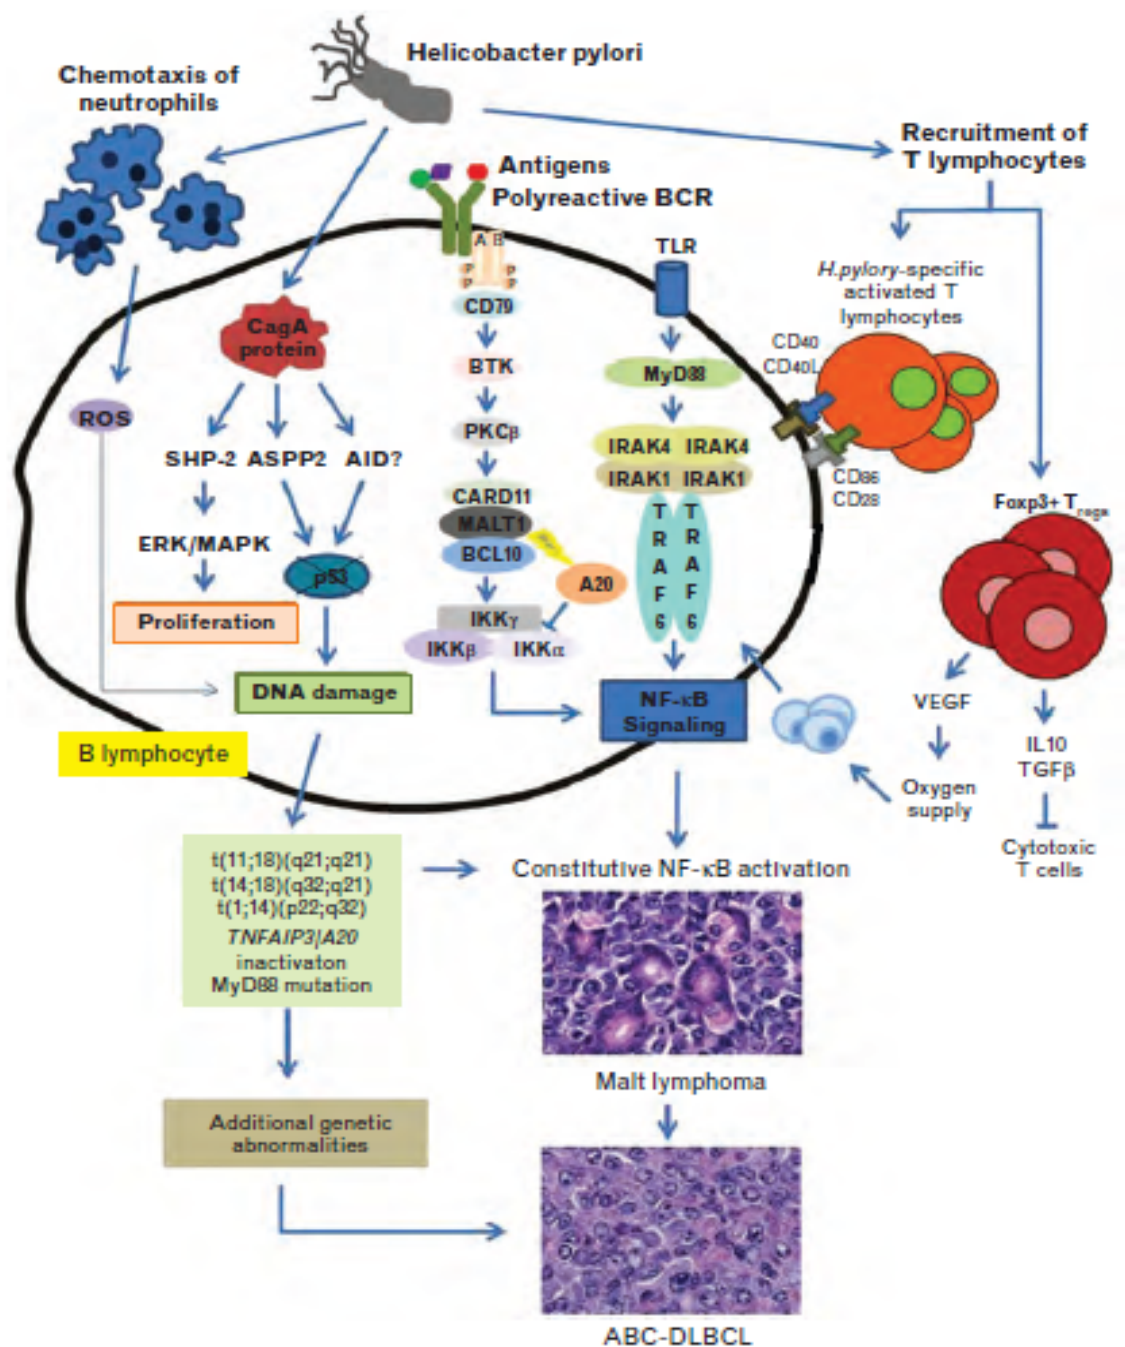 Helicobacter pylori
Chemotaxis of
neutrophils
Recruitment of
T lymphocytes
Antigens
Polyreactive BCR
A B
P
P
P
P
CD79
BTK
PKCβ
CARD11
MALT1
BCL10
A20
IKKγ
IKKβ
IKKα
TLR
MyD88
IRAK4 IRAK4
IRAK1 IRAK1
T
R
A
F
6
T
R
A
F
6
NF-κB
Signaling
CagA
protein
ROS
SHP-2 ASPP2 AID?
ERK/MAPK
p53
Proliferation
DNA damage
B lymphocyte
H.pylory-specific
activated T
lymphocytes
CD40
CD40L
CD86
CD28
Foxp3+ Tregs
VEGF
Oxygen
supply
IL10
TGFβ
Cytotoxic
T cells
t(11;18)(q21;q21)
t(14;18)(q32;q21)
t(1;14)(p22;q32)
TNFAIP3/A20
inactivaton
MyD88 mutation
Constitutive NF-κB activation
Malt lymphoma
Additional genetic
abnormalities
ABC-DLBCL